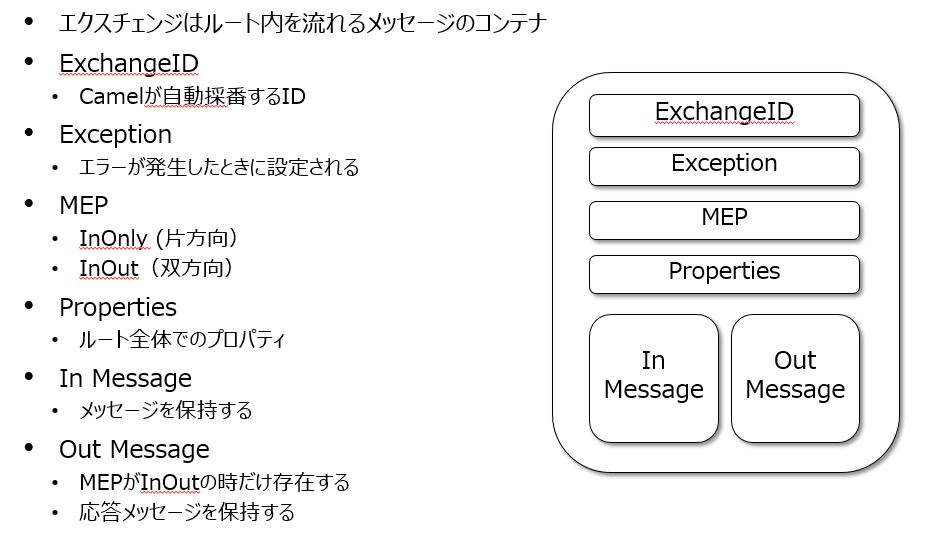 • エクスチェンジはルート内を流れるメッセージのコンテナ
• ExchangeID
• Camelが自動採番するID
• Exception
• エラーが発生したときに設定される
• MEP
• InOnly (片方向)
• InOut（双方向）
• Properties
• ルート全体でのプロパティ
• In Message
• メッセージを保持する
• Out Message
• MEPがInOutの時だけ存在する
• 応答メッセージを保持する
ExchangeID
Exception
MEP
Properties
In
Message
Out
Message